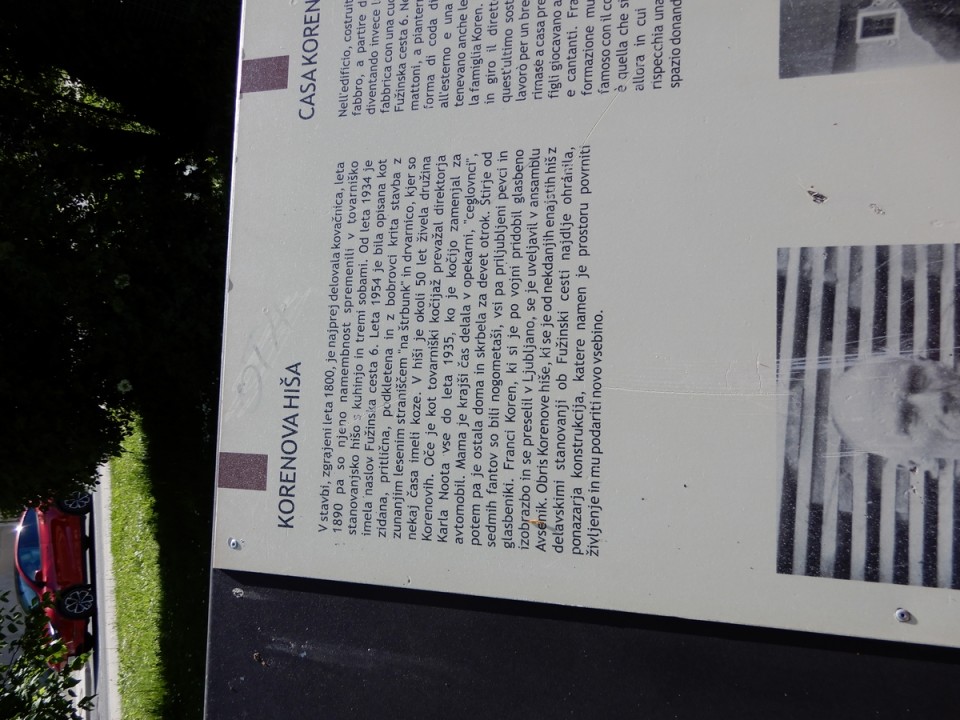 KORENOVA HIŠA
V stavbi, zgrajeni leta 1800, je najprej delovala kovačnica, leta
1890 pa so njeno namembnost spremenili v tovarniško
stanovanjsko hišo s kuhinjo in tremi sobami. Od leta 1934 je
imela naslov Fužinska cesta 6. Leta 1954 je bila opisana kot
zidana, pritlična, podkletena in z bobrovci krita stavba z
zunanjim lesenim straniščem "na štrbunk" in drvarnico, kjer so
nekaj časa imeli koze. V hiši je okoli 50 let živela družina
Korenovih. Oče je kot tovarniški kočijaž prevažal direktorja
Karla Noota vse do leta 1935, ko je kočijo zamenjal za
avtomobil. Mama je krajši čas delala v opekarni, "ceglovnci",
potem pa je ostala doma in skrbela za devet otrok. Štirje od
sedmih fantov so bili nogometaši, vsi pa priljubljeni pevci in
glasbeniki. Franci Koren, ki si je po vojni pridobil glasbeno
izobrazbo in se preselil v Ljubljano, se je uveljavil v ansamblu
Avsenik. Obris Korenove hiše, ki se je od nekdanjih enajstih hiš z
delavskimi stanovanji ob Fužinski cesti najdlje ohranila,
ponazarja konstrukcija, katere namen je prostoru povrniti
življenje in mu podariti novo vsebino.
CASA KOREN
Nell'edificio, costruit
fabbro, a partire d
diventando invece l
fabbrica con una cuc
Fužinska cesta 6. Ne
mattoni, a pianterr
forma di coda di
all'esterno e una
tenevano anche le
la famiglia Koren.
in giro il dirett
quest'ultimo sost
lavoro per un bre
rimase a casa pre
figli giocavano a
e cantanti. Fra
formazione mu
famoso con il co
è quella che si
allora in cui
rispecchia una
spazio donand